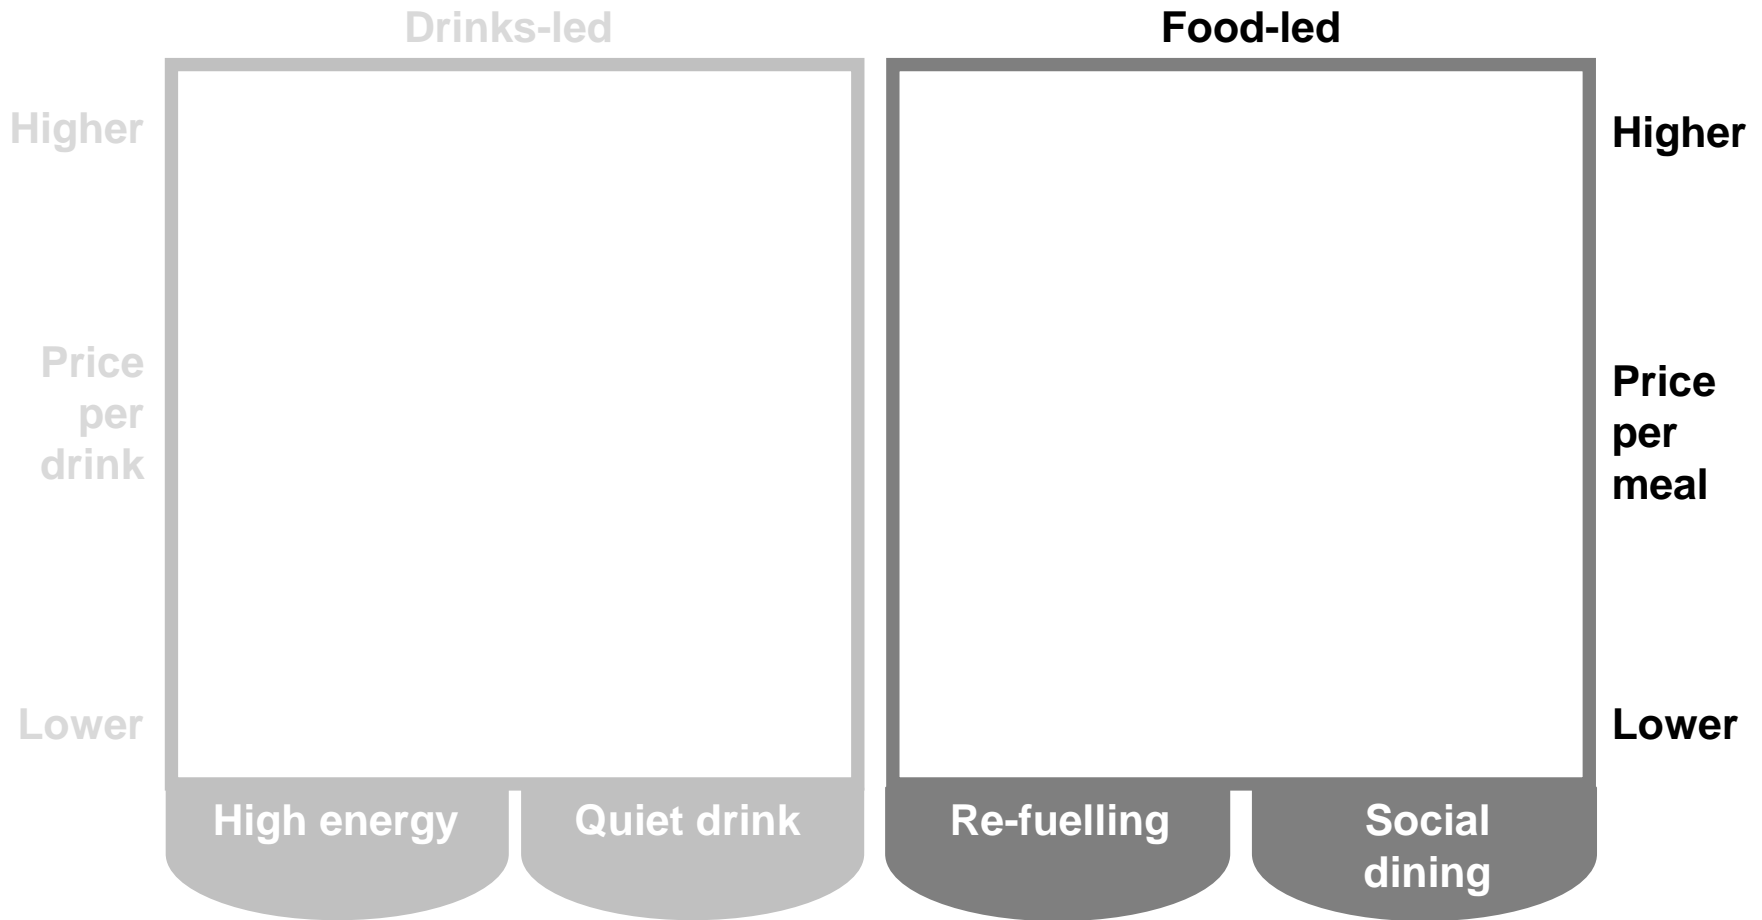 Drinks-led
Food-led
Higher
Higher
Price
per
drink
Price
per
meal
Lower
Lower
High energy
Quiet drink
Re-fuelling
Social
dining